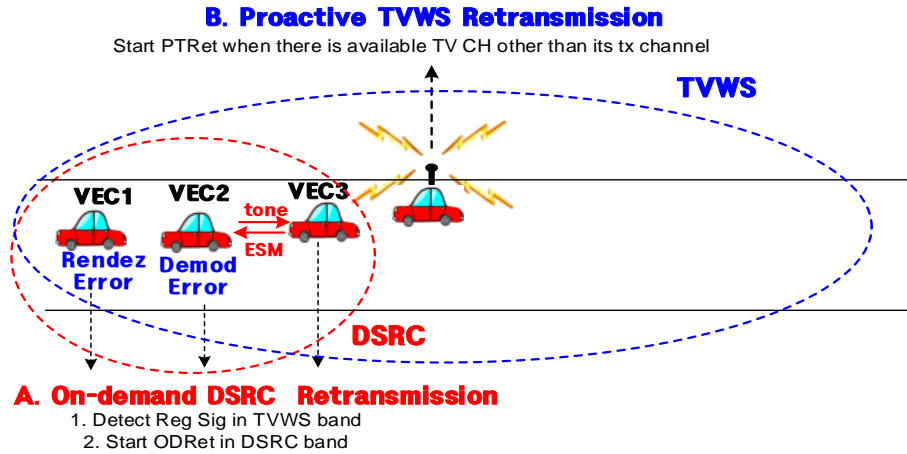 B. Proactive TVWS Retransmission
Start PTRet when there is available TV CH other than its tx channel
TVWS
VEC1
VEC2
VEC3
tone
ESM
Rendez
Error
Demod
Error
DSRC
A. On-demand DSRC Retransmission
1. Detect Reg Sig in TVWS band
2. Start ODRet in DSRC band